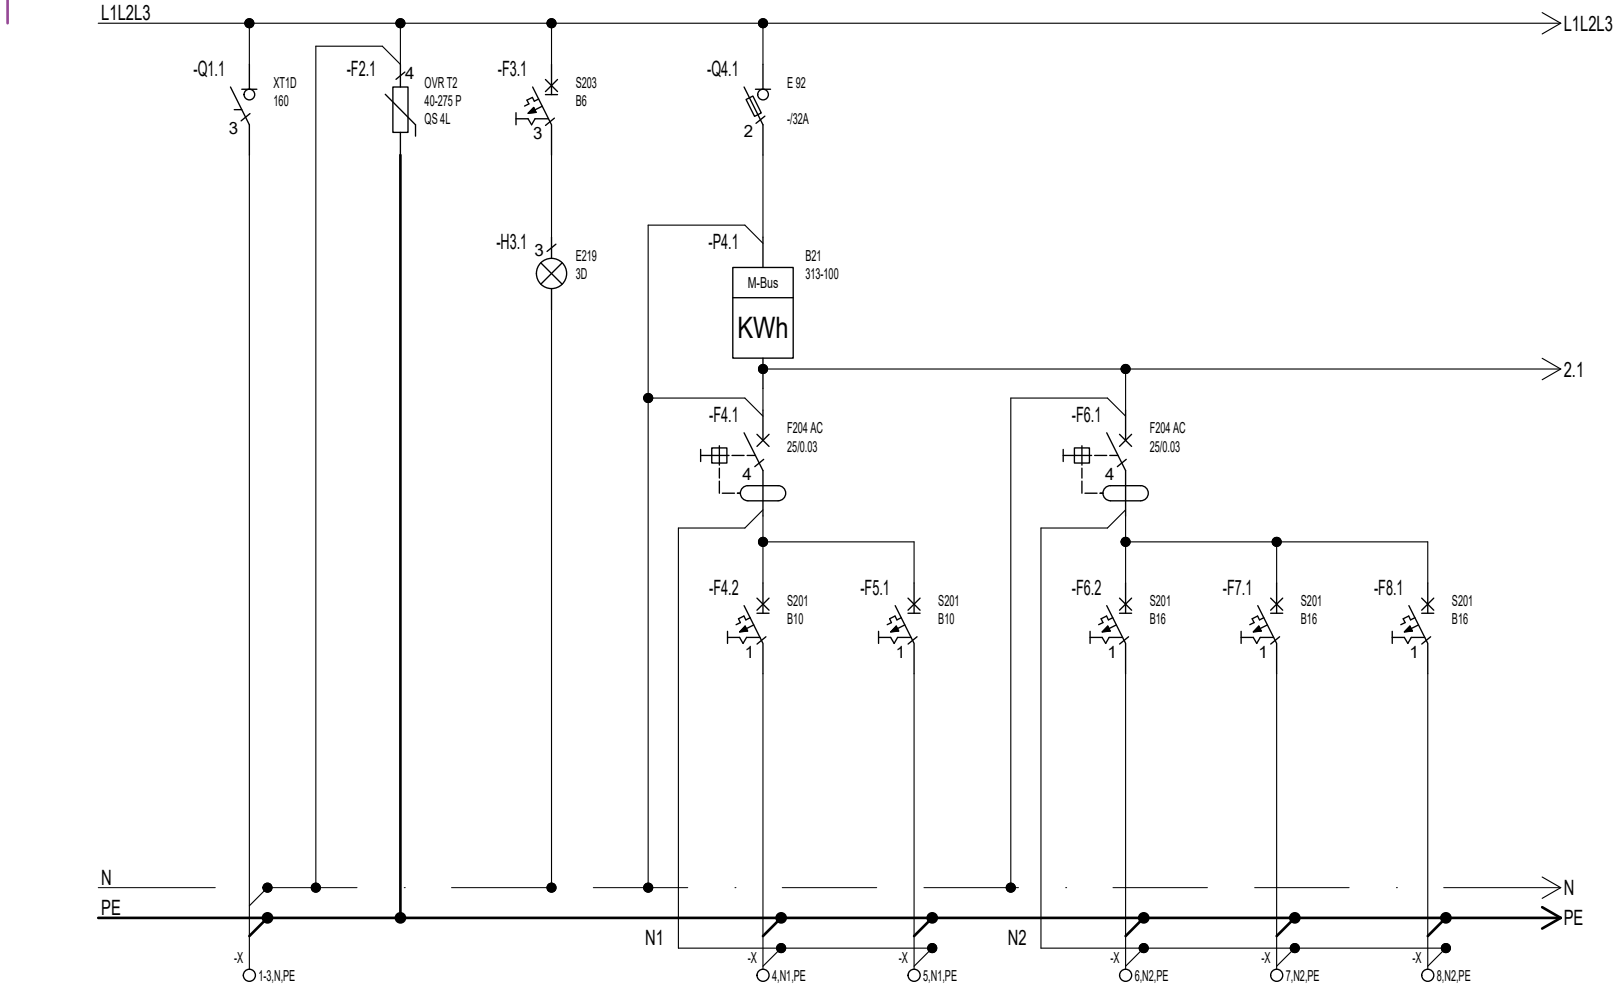 L1L2L3
L1L2L3
-Q1.1
XT1D
160
3
-F2.1
4
OVR T2
40-275 P
QS 4L
-F3.1
S203
B6
3
-Q4.1
E 92
-/32A
2
-H3.1
3
E219
3D
-P4.1
B21
313-100
M-Bus
KWh
2.1
-F4.1
F204 AC
25/0.03
4
-F6.1
F204 AC
25/0.03
4
-F4.2
S201
B10
1
-F5.1
S201
B10
1
-F6.2
S201
B16
1
-F7.1
S201
B16
1
-F8.1
S201
B16
1
N
N
PE
PE
N1
N2
-X
1-3,N,PE
-X
4,N1,PE
-X
5,N1,PE
-X
6,N2,PE
-X
7,N2,PE
-X
8,N2,PE